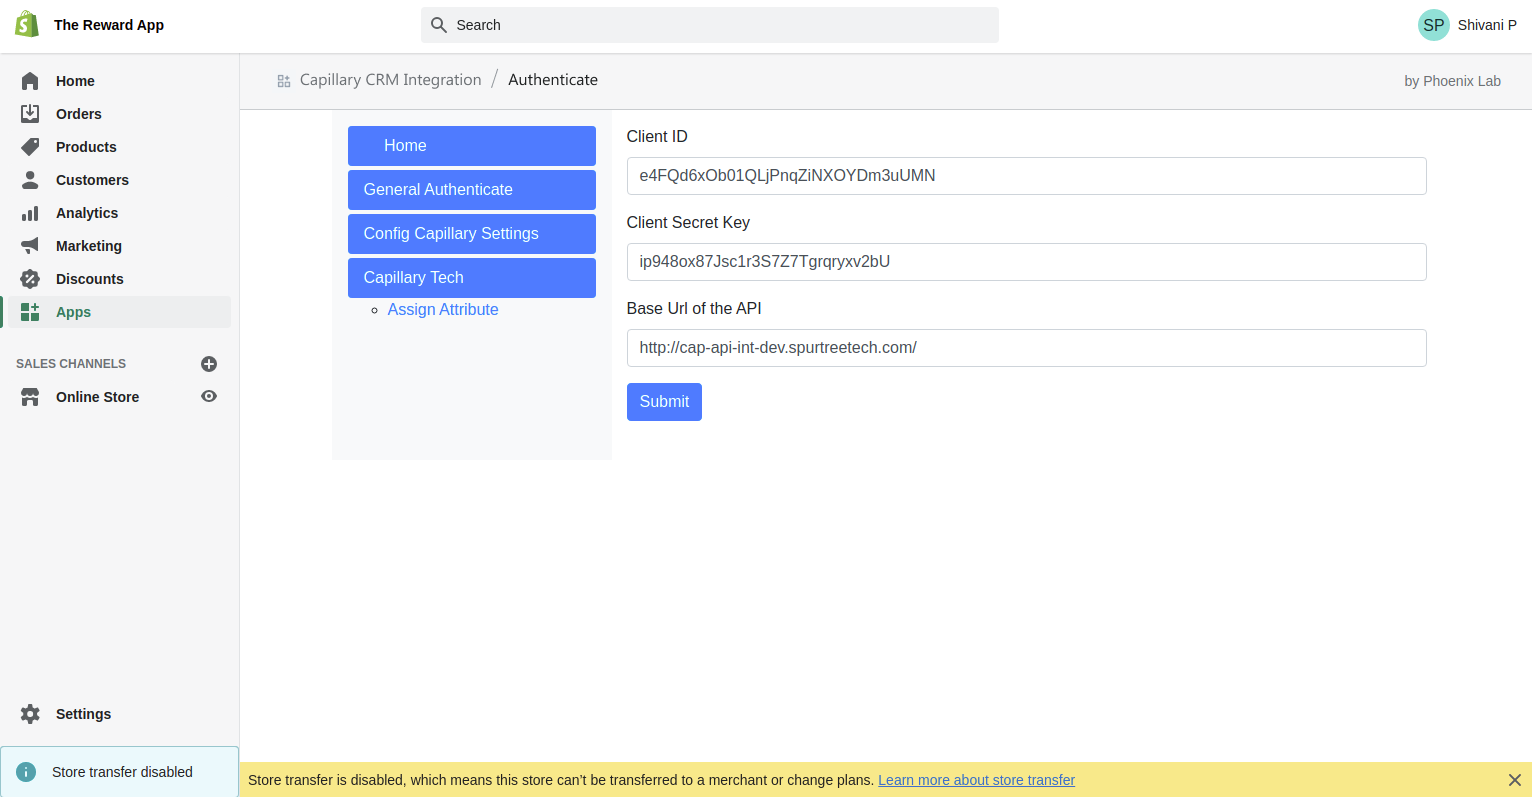 The Reward App
Search
SP
Shivani P
Home
Orders
Products
Customers
Analytics
Marketing
Discounts
Apps
SALES CHANNELS
Online Store
Settings
Store transfer disabled
Capillary CRM Integration / Authenticate
by Phoenix Lab
Home
General Authenticate
Config Capillary Settings
Capillary Tech
Assign Attribute
Client ID
e4FQd6xOb01QLjPnqZiNXOYDm3uUMN
Client Secret Key
ip948ox87Jsc1r3S7Z7Tgrqryxv2bU
Base Url of the API
http://cap-api-int-dev.spurtreetech.com/
Submit
Store transfer is disabled, which means this store can’t be transferred to a merchant or change plans. Learn more about store transfer